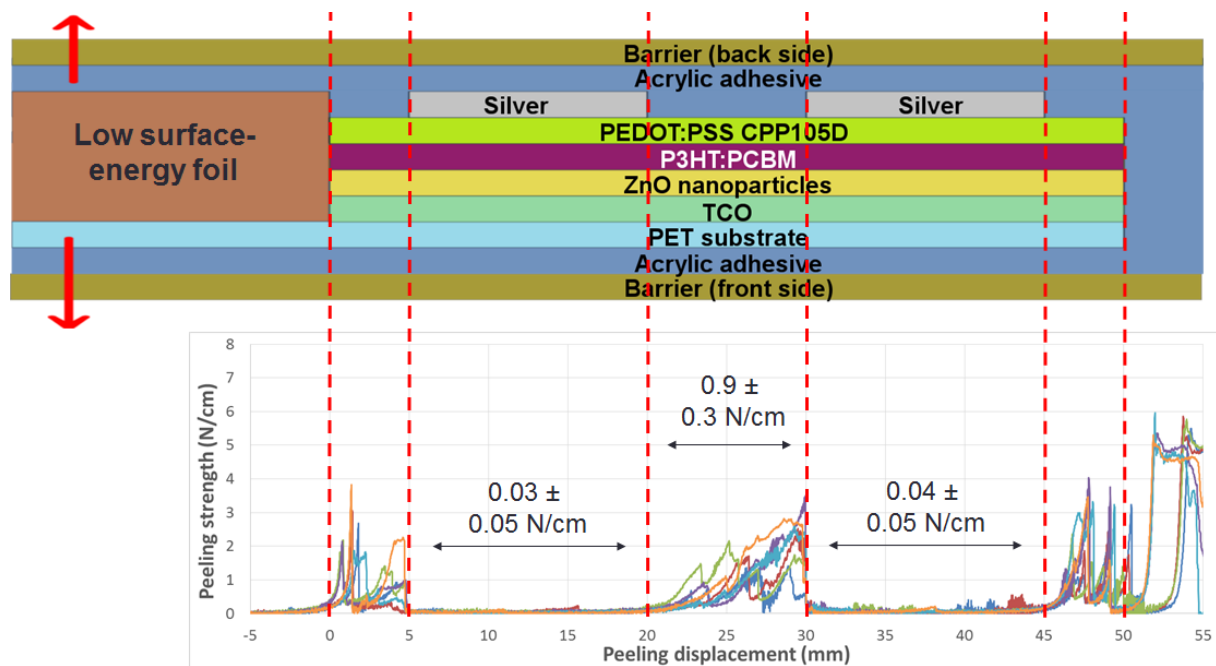 Barrier (back side)
Acrylic adhesive
Silver
Silver
Low surface-
energy foil
PEDOT:PSS CPP105D
P3HT:PCBM
ZnO nanoparticles
TCO
PET substrate
Acrylic adhesive
Barrier (front side)
Peeling strength (N/cm)
8
7
6
5
4
3
2
1
0
0.03 ±
0.05 N/cm
0.9 ±
0.3 N/cm
0.04 ±
0.05 N/cm
-5
0
5
10
15
20
25
30
35
40
45
50
55
Peeling displacement (mm)